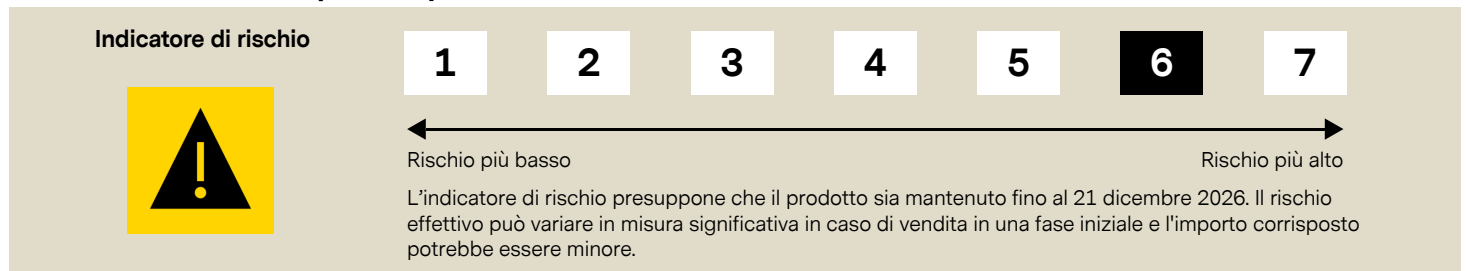 Indicatore di rischio
1 2 3 4 5 6 7
Rischio più basso Rischio più alto
L'indicatore di rischio presuppone che il prodotto sia mantenuto fino al 21 dicembre 2026. Il rischio
effettivo può variare in misura significativa in caso di vendita in una fase iniziale e l'importo corrisposto
potrebbe essere minore.